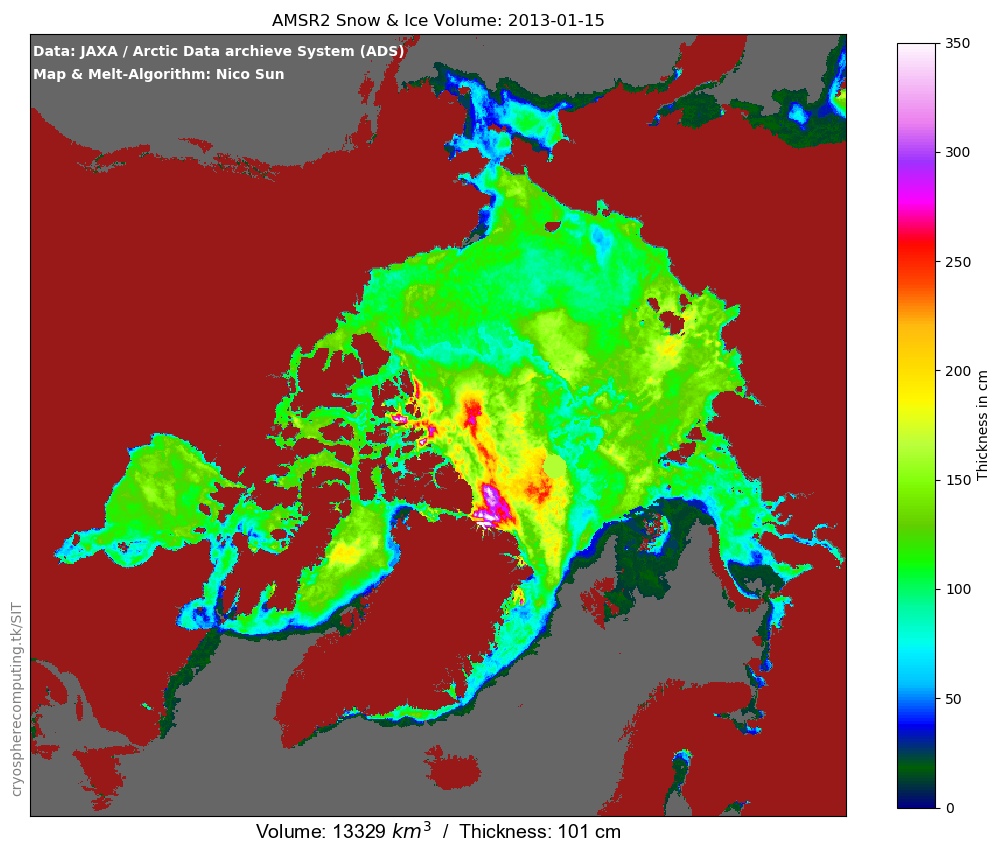 AMSR2 Snow & Ice Volume: 2013-01-15
Data: JAXA / Arctic Data archieve System (ADS)
Map & Melt-Algorithm: Nico Sun
350
300
250
200
150
100
50
0
Thickness in cm
cryospherecomputing.tk/SIT
Volume: 13329 km³ / Thickness: 101 cm